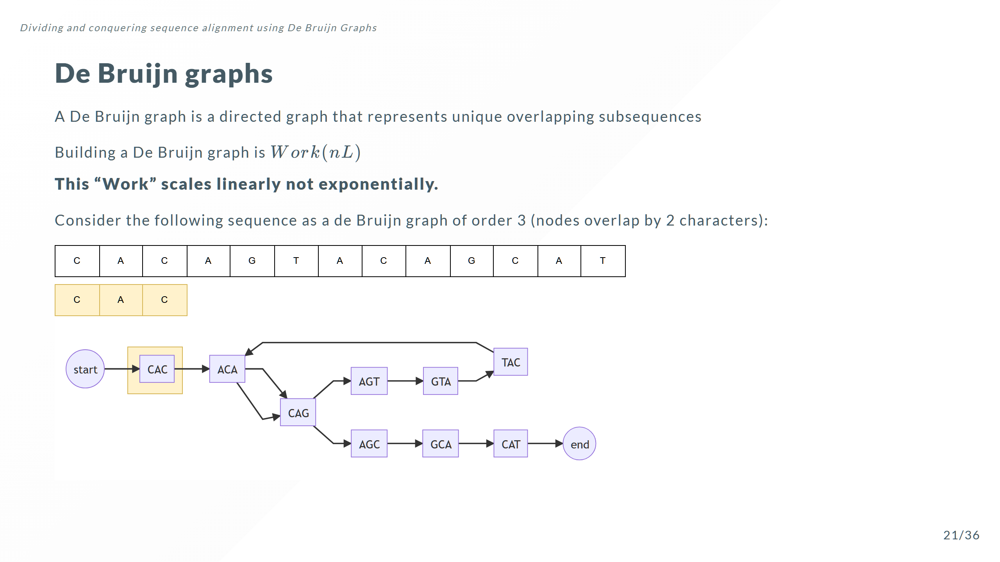 Dividing and conquering sequence alignment using De Bruijn Graphs
De Bruijn graphs
A De Bruijn graph is a directed graph that represents unique overlapping subsequences
Building a De Bruijn graph is Work(nL)
This “Work” scales linearly not exponentially.
Consider the following sequence as a de Bruijn graph of order 3 (nodes overlap by 2 characters):
C A C A G T A C A G C A T
C A C
start CAC ACA TAC
AGT GTA
CAG
AGC GCA CAT end
21/36